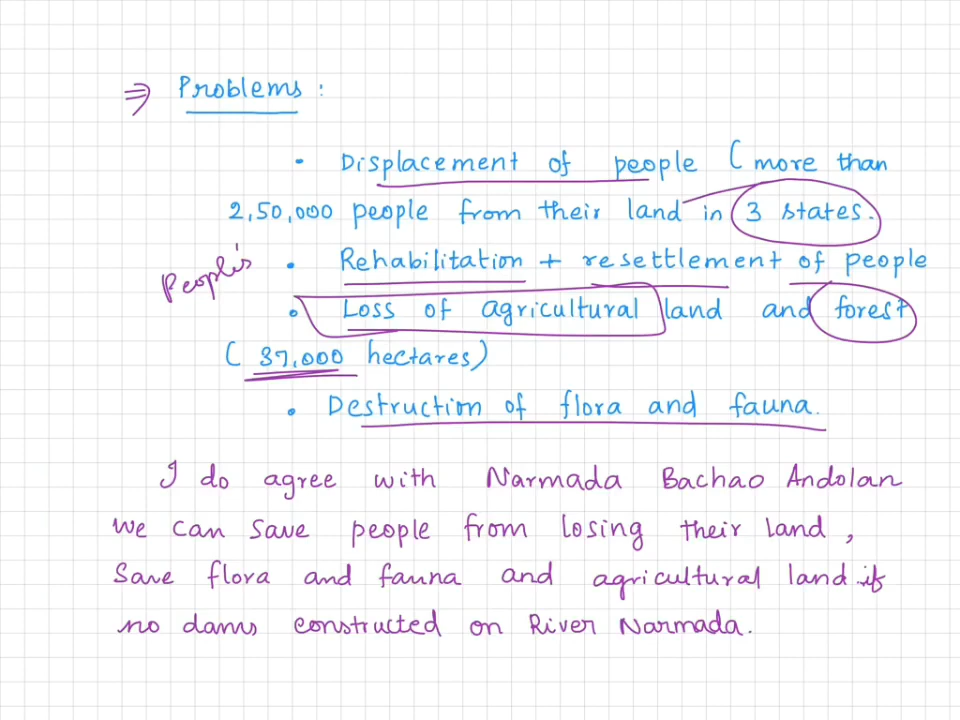 ⇒ Problems :
• Displacement of people ( more than
2,50,000 people from their land in 3 states.
People's • Rehabilitation + resettlement of people
• Loss of agricultural land and forest
( 37,000 hectares)
• Destruction of flora and fauna.
I do agree with Narmada Bachao Andolan
We can save people from losing their land ,
Save flora and fauna and agricultural land if
no dams constructed on River Narmada.